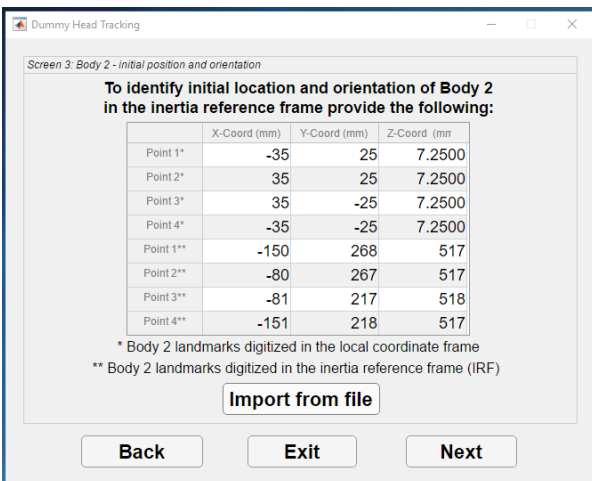 Dummy Head Tracking
Screen 3: Body 2 - initial position and orientation
To identify initial location and orientation of Body 2
in the inertia reference frame provide the following:
X-Coord (mm) Y-Coord (mm) Z-Coord (mm
Point 1* -35 25 7.2500
Point 2* 35 25 7.2500
Point 3* 35 -25 7.2500
Point 4* -35 -25 7.2500
Point 1** -150 268 517
Point 2** -80 267 517
Point 3** -81 217 518
Point 4** -151 218 517
* Body 2 landmarks digitized in the local coordinate frame
** Body 2 landmarks digitized in the inertia reference frame (IRF)
Import from file
Back Exit Next